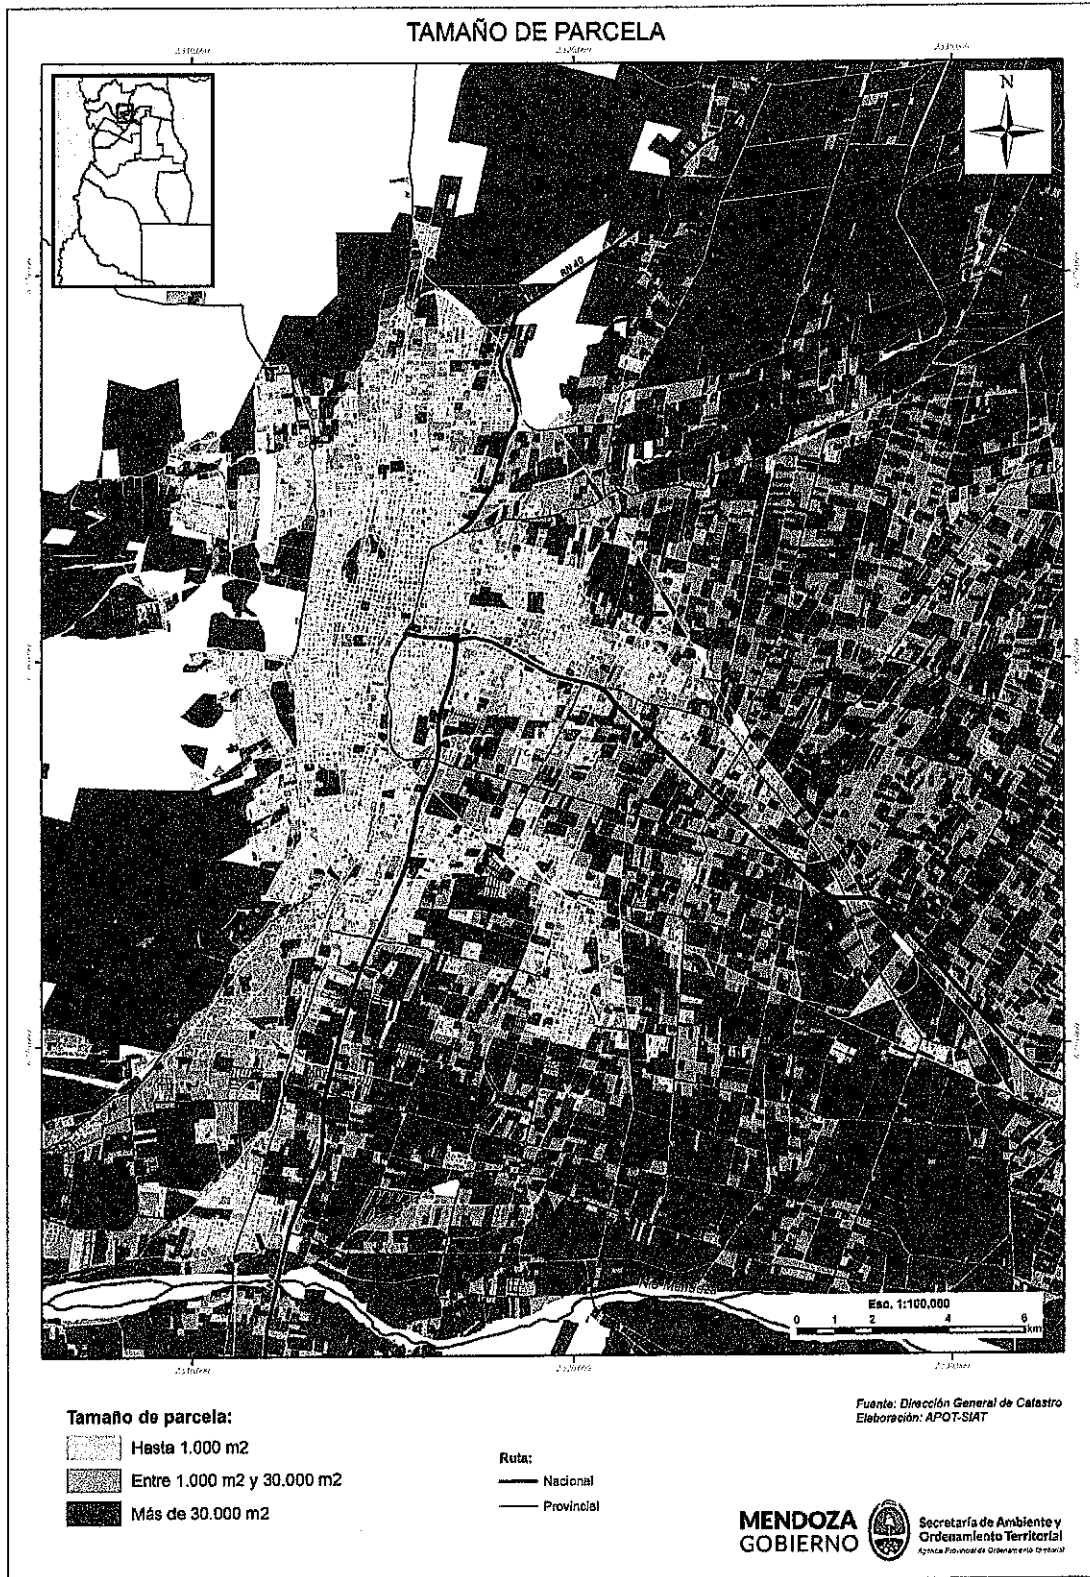 TAMAÑO DE PARCELA
N
RN 40
Río Mendoza
Esc. 1:100.000
0 1 2 4 6
km
Tamaño de parcela:
Hasta 1.000 m2
Entre 1.000 m2 y 30.000 m2
Más de 30.000 m2
Ruta:
Nacional
Provincial
Fuente: Dirección General de Catastro
Elaboración: APOT-SIAT
MENDOZA
GOBIERNO
Secretaría de Ambiente y
Ordenamiento Territorial
Agencia Provincial de Ordenamiento Territorial